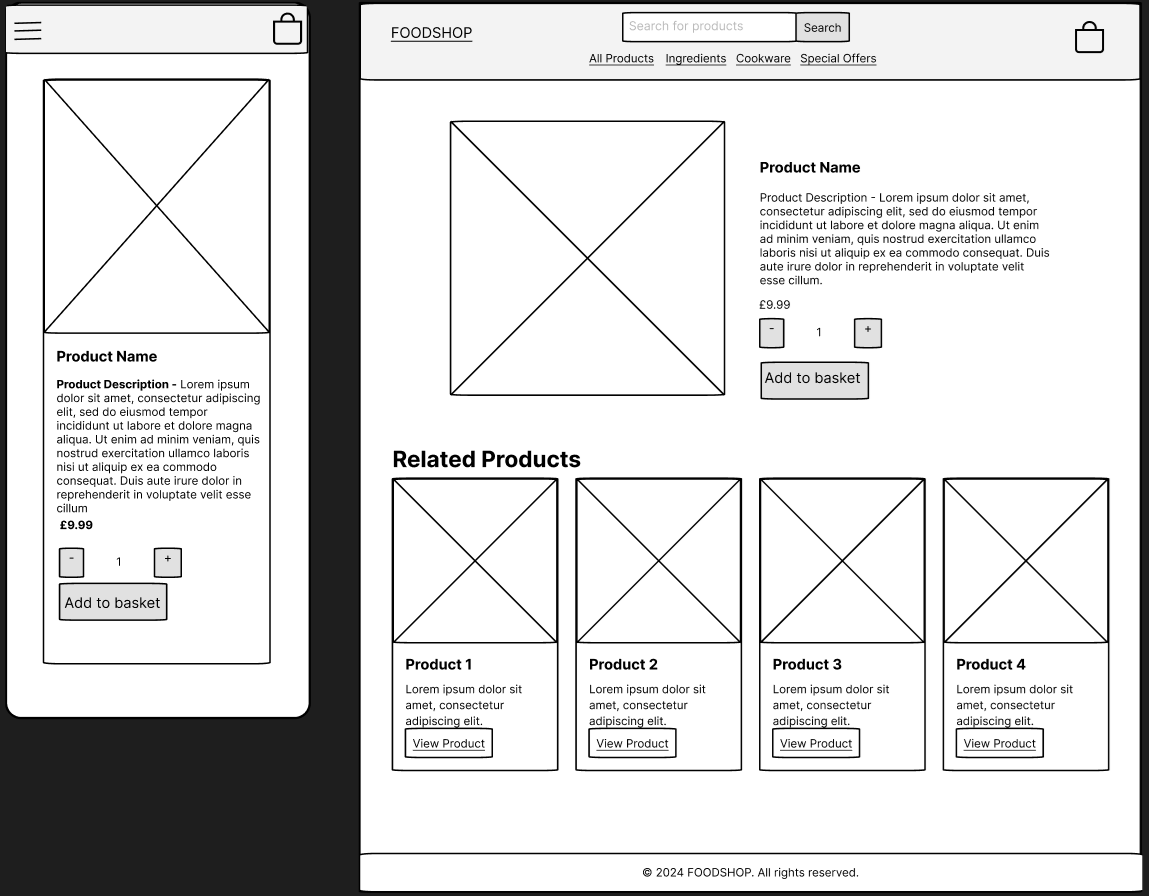 Product Name
Product Description - Lorem ipsum
dolor sit amet, consectetur adipiscing
elit, sed do eiusmod tempor
incididunt ut labore et dolore magna
aliqua. Ut enim ad minim veniam, quis
nostrud exercitation ullamco laboris
nisi ut aliquip ex ea commodo
consequat. Duis aute irure dolor in
reprehenderit in voluptate velit esse
cillum
£9.99
- 1 +
Add to basket
FOODSHOP
Search for products Search
All Products Ingredients Cookware Special Offers
Product Name
Product Description - Lorem ipsum dolor sit amet,
consectetur adipiscing elit, sed do eiusmod tempor
incididunt ut labore et dolore magna aliqua. Ut enim
ad minim veniam, quis nostrud exercitation ullamco
laboris nisi ut aliquip ex ea commodo consequat. Duis
aute irure dolor in reprehenderit in voluptate velit
esse cillum.
£9.99
- 1 +
Add to basket
Related Products
Product 1
Lorem ipsum dolor sit
amet, consectetur
adipiscing elit.
View Product
Product 2
Lorem ipsum dolor sit
amet, consectetur
adipiscing elit.
View Product
Product 3
Lorem ipsum dolor sit
amet, consectetur
adipiscing elit.
View Product
Product 4
Lorem ipsum dolor sit
amet, consectetur
adipiscing elit.
View Product
© 2024 FOODSHOP. All rights reserved.